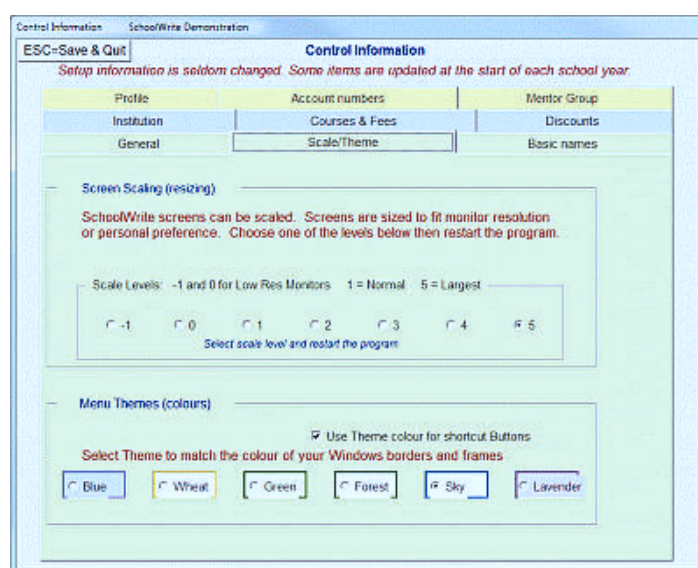 Control Information SchoolWrite Demonstration
ESC=Save & Quit Control Information
Setup information is seldom changed. Some items are updated at the start of each school year.
Profile Account numbers Mentor Group
Institution Courses & Fees Discounts
General Scale/Theme Basic names
Screen Scaling (resizing)
SchoolWrite screens can be scaled. Screens are sized to fit monitor resolution
or personal preference. Choose one of the levels below then restart the program.
Scale Levels: -1 and 0 for Low Res Monitors 1 = Normal 5 = Largest
-1 0 1 2 3 4 5
Select scale level and restart the program
Menu Themes (colours)
Use Theme colour for shortcut Buttons
Select Theme to match the colour of your Windows borders and frames
Blue Wheat Green Forest Sky Lavender